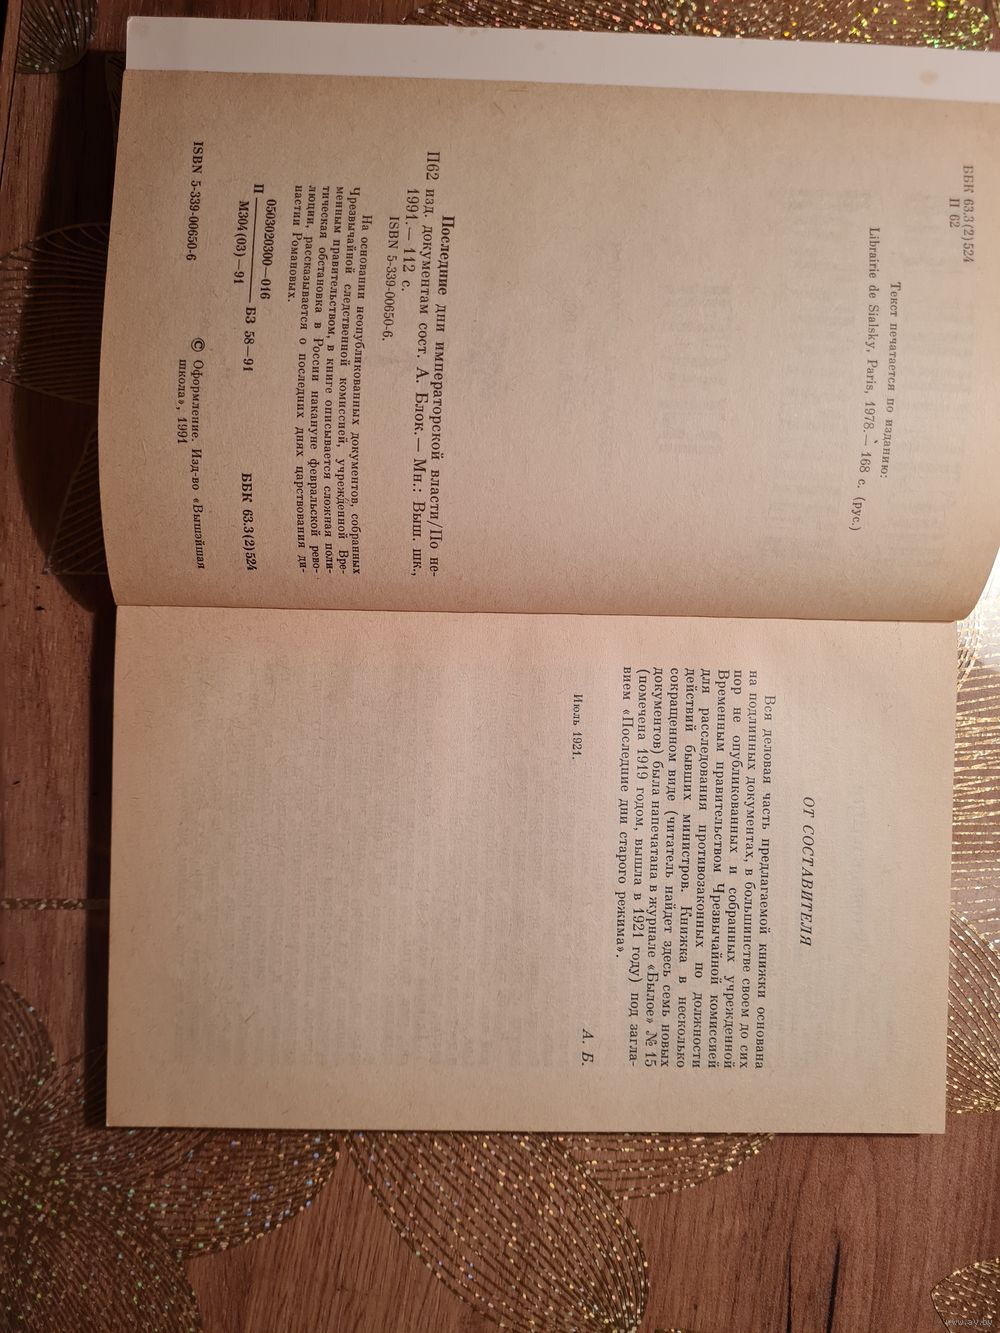 ББК 63.3(2)524
П 62
Текст печатается по изданию:
Librairie de Sialsky, Paris, 1978.— 168 с. (рус.)
Последние дни императорской власти/По не-
П62 изд. документам сост. А. Блок.— Мн.: Выш. шк.,
1991.— 112 с.
ISBN 5-339-00650-6.
На основании неопубликованных документов, собранных
Чрезвычайной следственной комиссией, учрежденной Вре-
менным правительством, в книге описывается сложная поли-
тическая обстановка в России накануне февральской рево-
люции, рассказывается о последних днях царствования ди-
настии Романовых.
П 0503020300—016
М304(03)—91 БЗ 58—91
ББК 63.3(2)524
ISBN 5-339-00650-6
© Оформление. Изд-во «Вышэйшая
школа», 1991
ОТ СОСТАВИТЕЛЯ
Вся деловая часть предлагаемой книжки основана
на подлинных документах, в большинстве своем до сих
пор не опубликованных и собранных учрежденной
Временным правительством Чрезвычайной комиссией
для расследования противозаконных по должности
действий бывших министров. Книжка в несколько
сокращенном виде (читатель найдет здесь семь новых
документов) была напечатана в журнале «Былое» № 15
(помечена 1919 годом, вышла в 1921 году) под загла-
вием «Последние дни старого режима».
А. Б.
Июль 1921.
www.ay.by